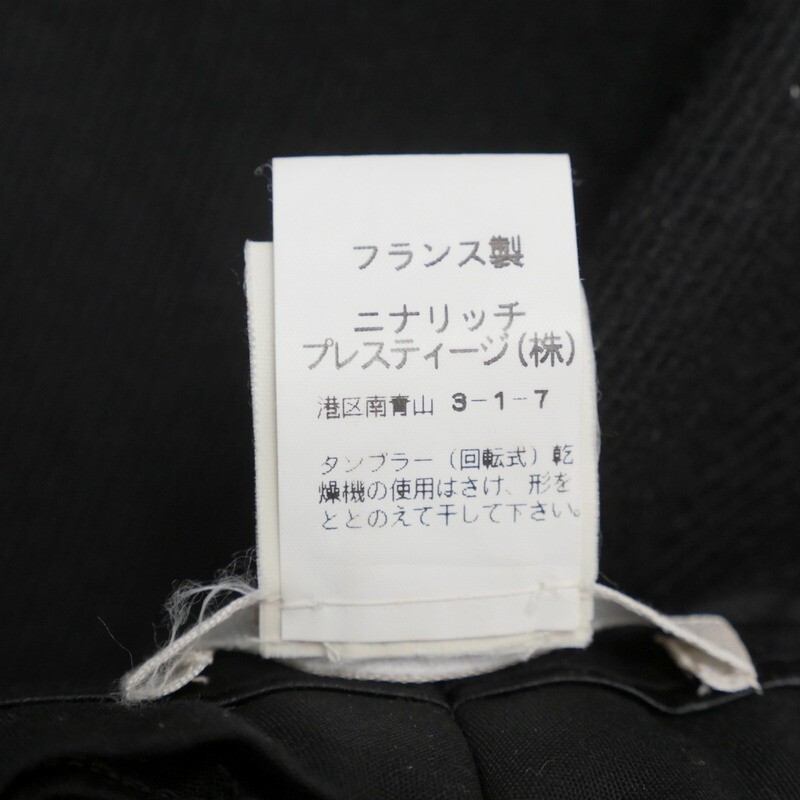 フランス製
ニナリッチ
プレスティージ(株)
港区南青山 3-1-7
タンブラー(回転式)乾
燥機の使用はさけ、形を
ととのえて干して下さい。